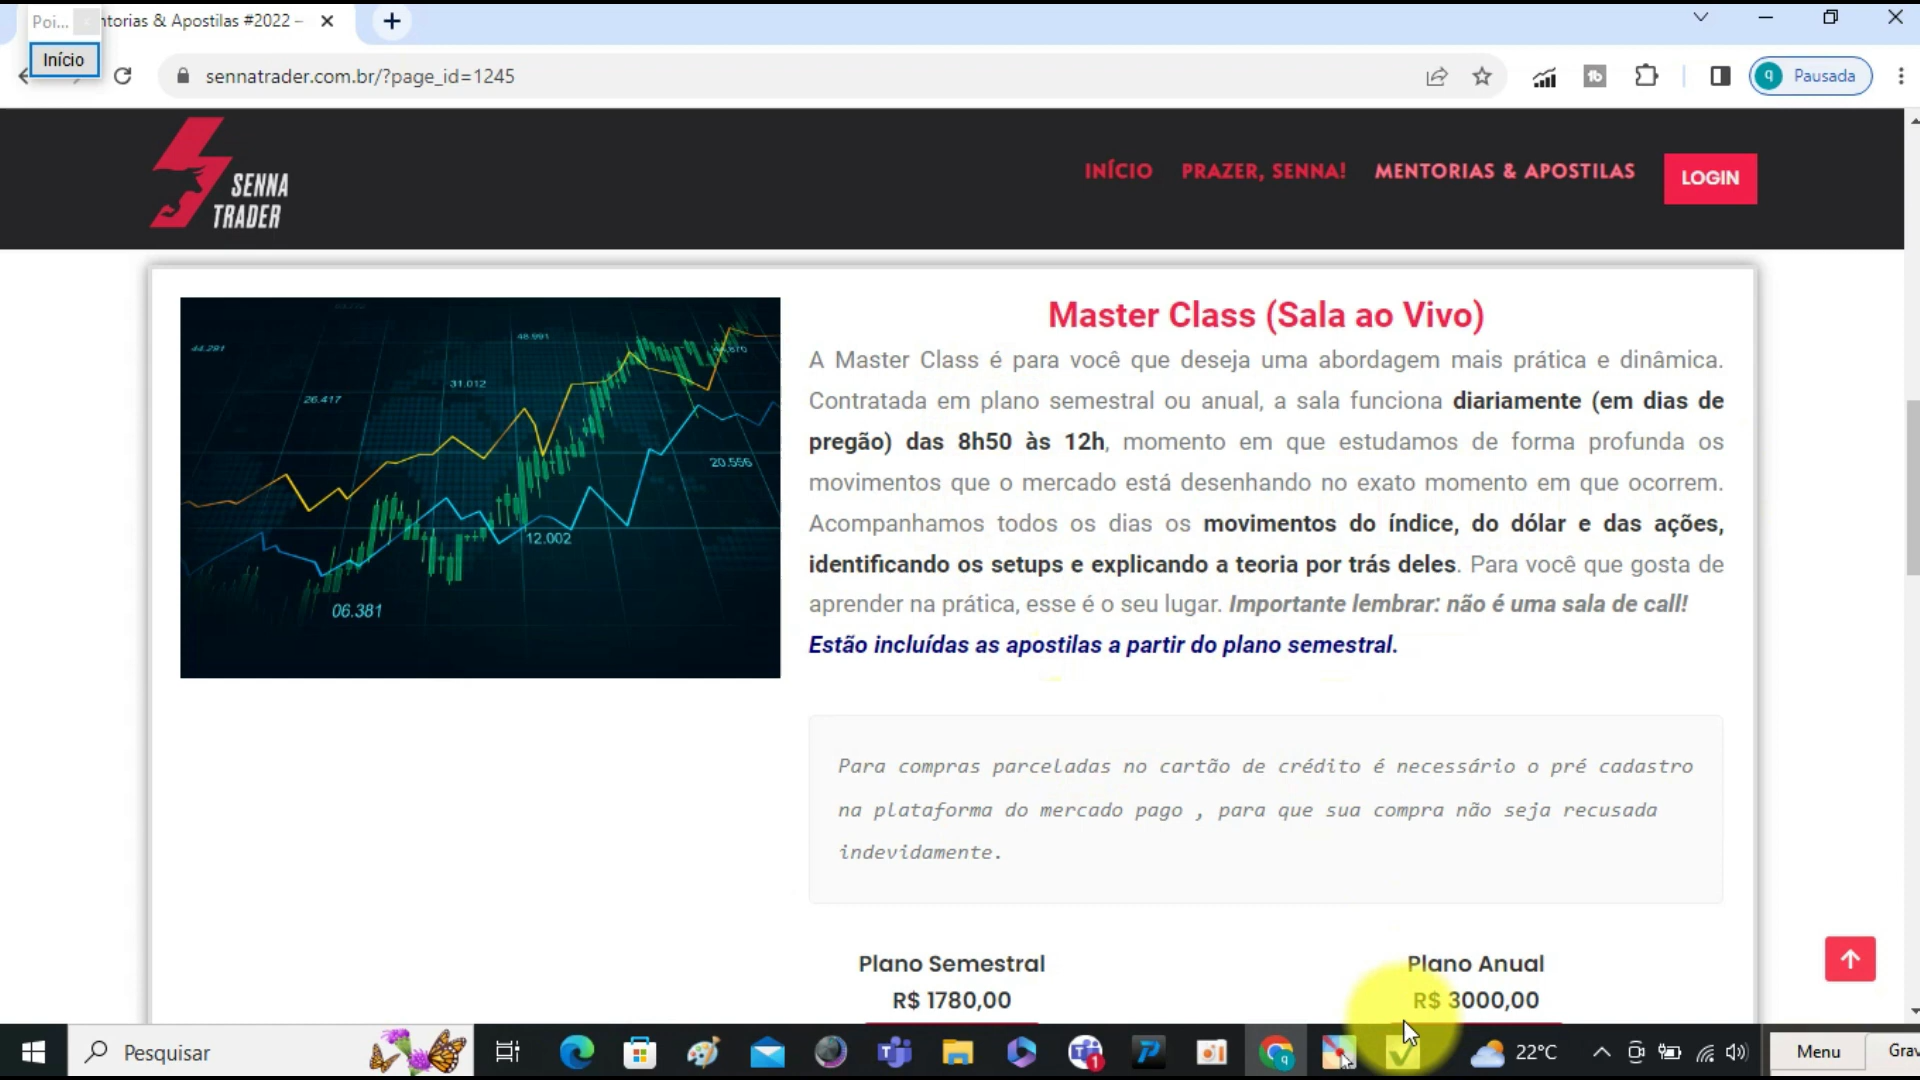 Poi...
ntorias & Apostilas #2022 –
Início
sennatrader.com.br/?page_id=1245
q Pausada
SENNA
TRADER
INÍCIO PRAZER, SENNA! MENTORIAS & APOSTILAS LOGIN
Master Class (Sala ao Vivo)
A Master Class é para você que deseja uma abordagem mais prática e dinâmica.
Contratada em plano semestral ou anual, a sala funciona diariamente (em dias de
pregão) das 8h50 às 12h, momento em que estudamos de forma profunda os
movimentos que o mercado está desenhando no exato momento em que ocorrem.
Acompanhamos todos os dias os movimentos do índice, do dólar e das ações,
identificando os setups e explicando a teoria por trás deles. Para você que gosta de
aprender na prática, esse é o seu lugar. Importante lembrar: não é uma sala de call!
Estão incluídas as apostilas a partir do plano semestral.
44.291
48.991
31.012
26.417
20.556
12.002
06.381
Para compras parceladas no cartão de crédito é necessário o pré cadastro
na plataforma do mercado pago , para que sua compra não seja recusada
indevidamente.
Plano Semestral
R$ 1780,00
Plano Anual
R$ 3000,00
Pesquisar
22°C
Menu
Grav